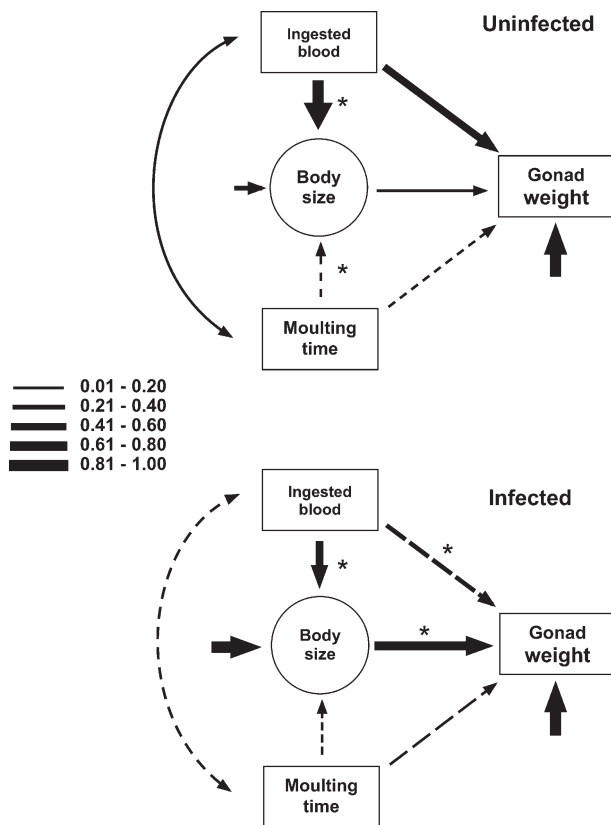 Uninfected
Ingested
blood
*
Body
size
Gonad
weight
*
Moulting
time
0.01 - 0.20
0.21 - 0.40
0.41 - 0.60
0.61 - 0.80
0.81 - 1.00
Infected
Ingested
blood
*
*
Body
size
*
Gonad
weight
Moulting
time